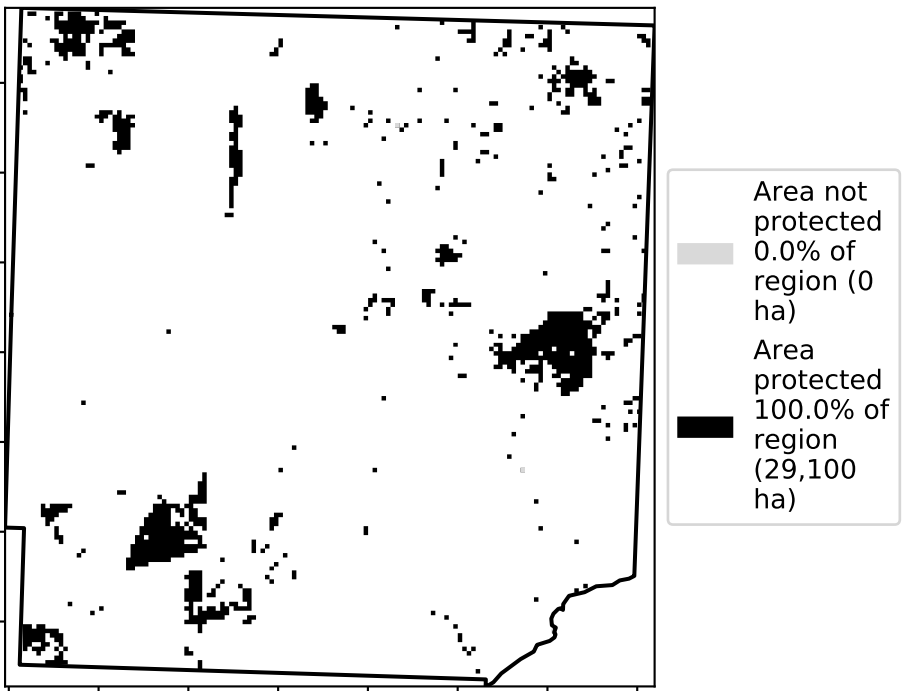 Area not
protected
0.0% of
region (0
ha)
Area
protected
100.0% of
region
(29,100
ha)